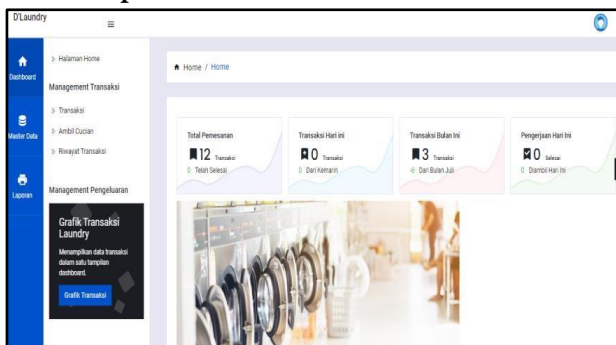 D'Laundry
Dashboard
Master Data
Laporan
Halaman Home
Management Transaksi
Transaksi
Ambil Cucian
Riwayat Transaksi
Management Pengeluaran
Grafik Transaksi
Laundry
Menampilkan data transaksi
dalam satu tampilan
dashboard.
Grafik Transaksi
Home / Home
Total Pemesanan
12 Transaksi
0 Telah Selesai
Transaksi Hari ini
0 Transaksi
0 Dari Kemarin
Transaksi Bulan Ini
3 Transaksi
-6 Dari Bulan Juli
Pengerjaan Hari Ini
0 Selesai
0 Diambil Hari Ini